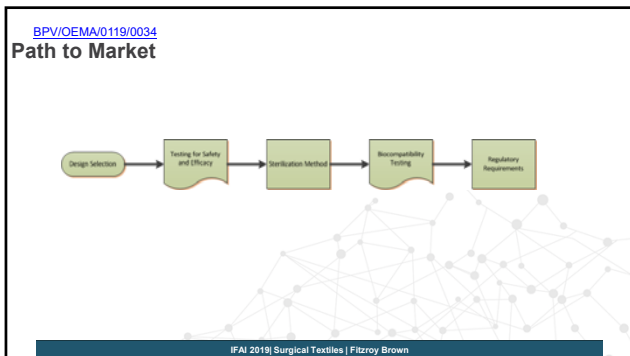 BPV/OEMA/0119/0034
Path to Market
Design Selection
Testing for Safety
and Efficacy
Sterilization Method
Biocompatibility
Testing
Regulatory
Requirements
IFAI 2019| Surgical Textiles | Fitzroy Brown